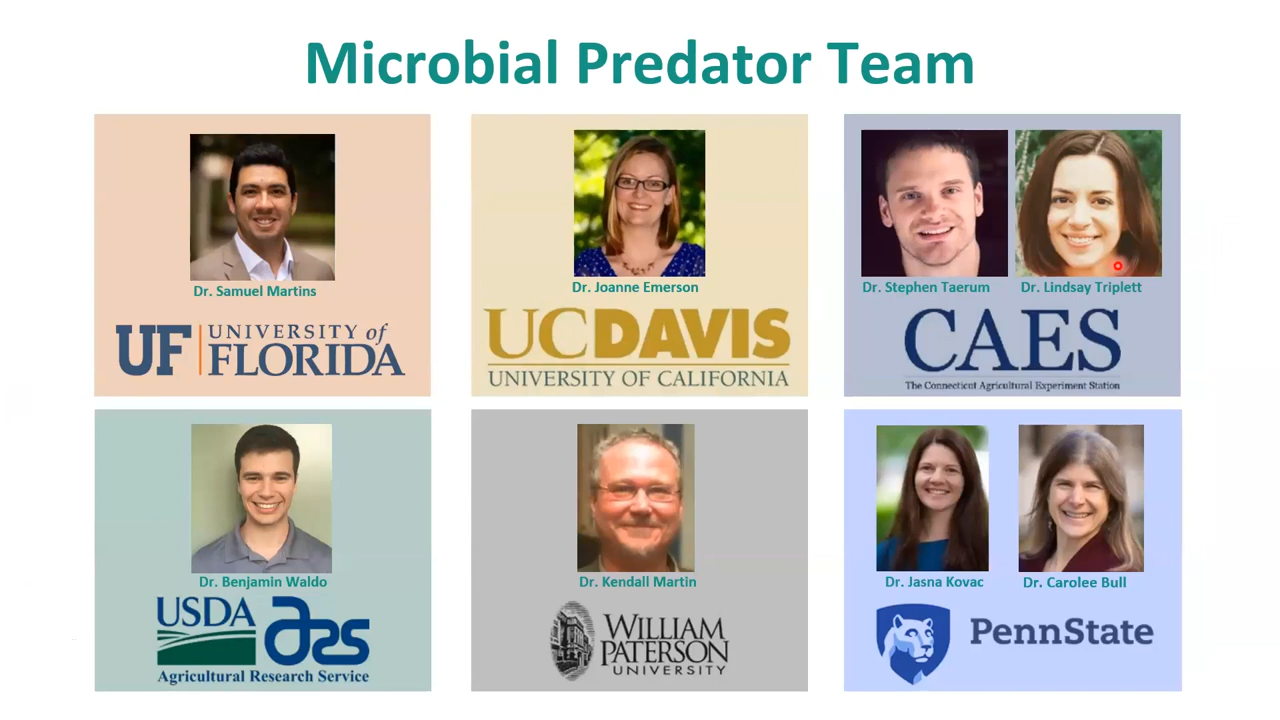 Microbial Predator Team
Dr. Samuel Martins
UF UNIVERSITY of
FLORIDA
Dr. Joanne Emerson
UCDAVIS
UNIVERSITY OF CALIFORNIA
Dr. Stephen Taerum
Dr. Lindsay Triplett
CAES
The Connecticut Agricultural Experiment Station
Dr. Benjamin Waldo
USDA ars
Agricultural Research Service
Dr. Kendall Martin
WILLIAM
PATERSON
UNIVERSITY
Dr. Jasna Kovac
Dr. Carolee Bull
PennState